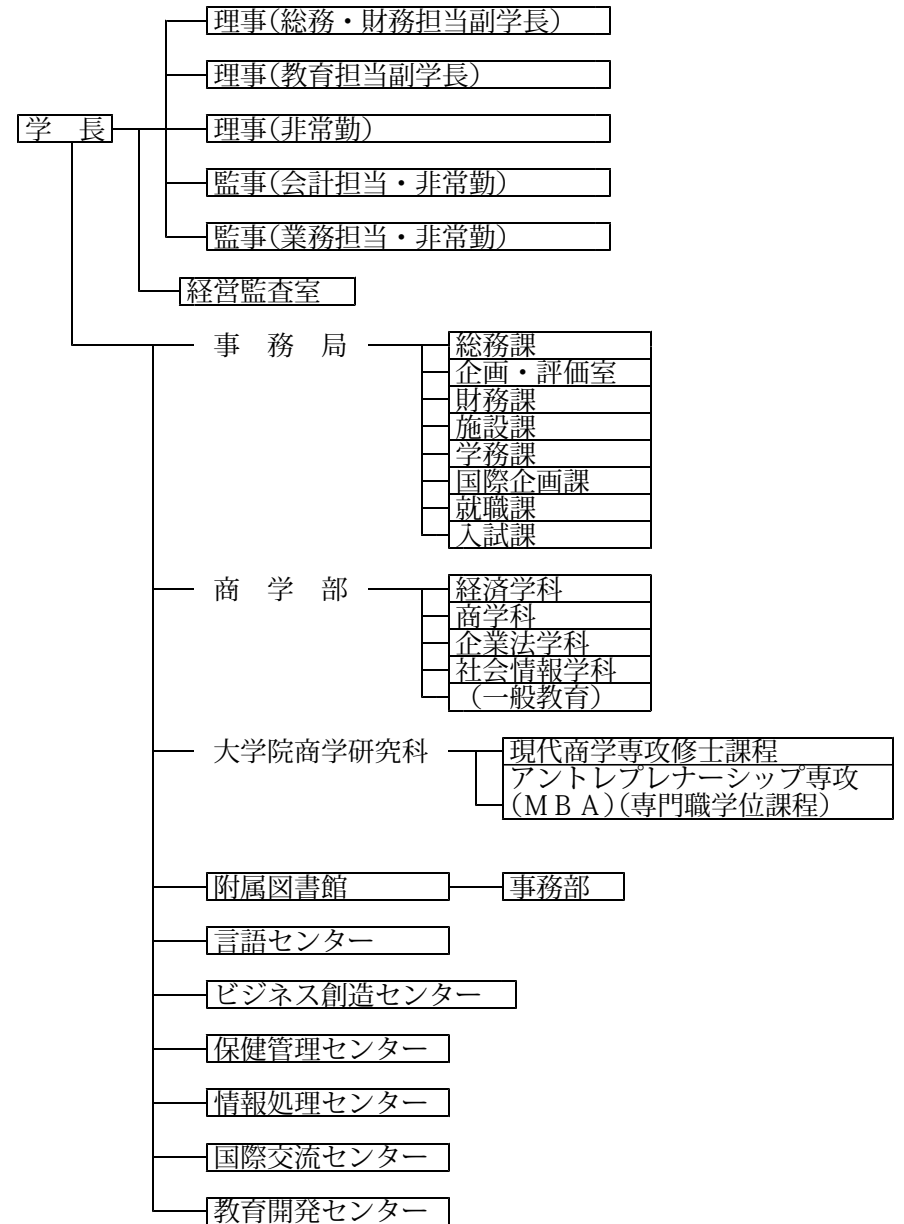 理事(総務・財務担当副学長)
理事(教育担当副学長)
学　長
理事(非常勤)
監事(会計担当・非常勤)
監事(業務担当・非常勤)
経営監査室
事　務　局
総務課
企画・評価室
財務課
施設課
学務課
国際企画課
就職課
入試課
商　学　部
経済学科
商学科
企業法学科
社会情報学科
(一般教育)
大学院商学研究科
現代商学専攻修士課程
アントレプレナーシップ専攻
(ＭＢＡ)(専門職学位課程)
附属図書館
事務部
言語センター
ビジネス創造センター
保健管理センター
情報処理センター
国際交流センター
教育開発センター